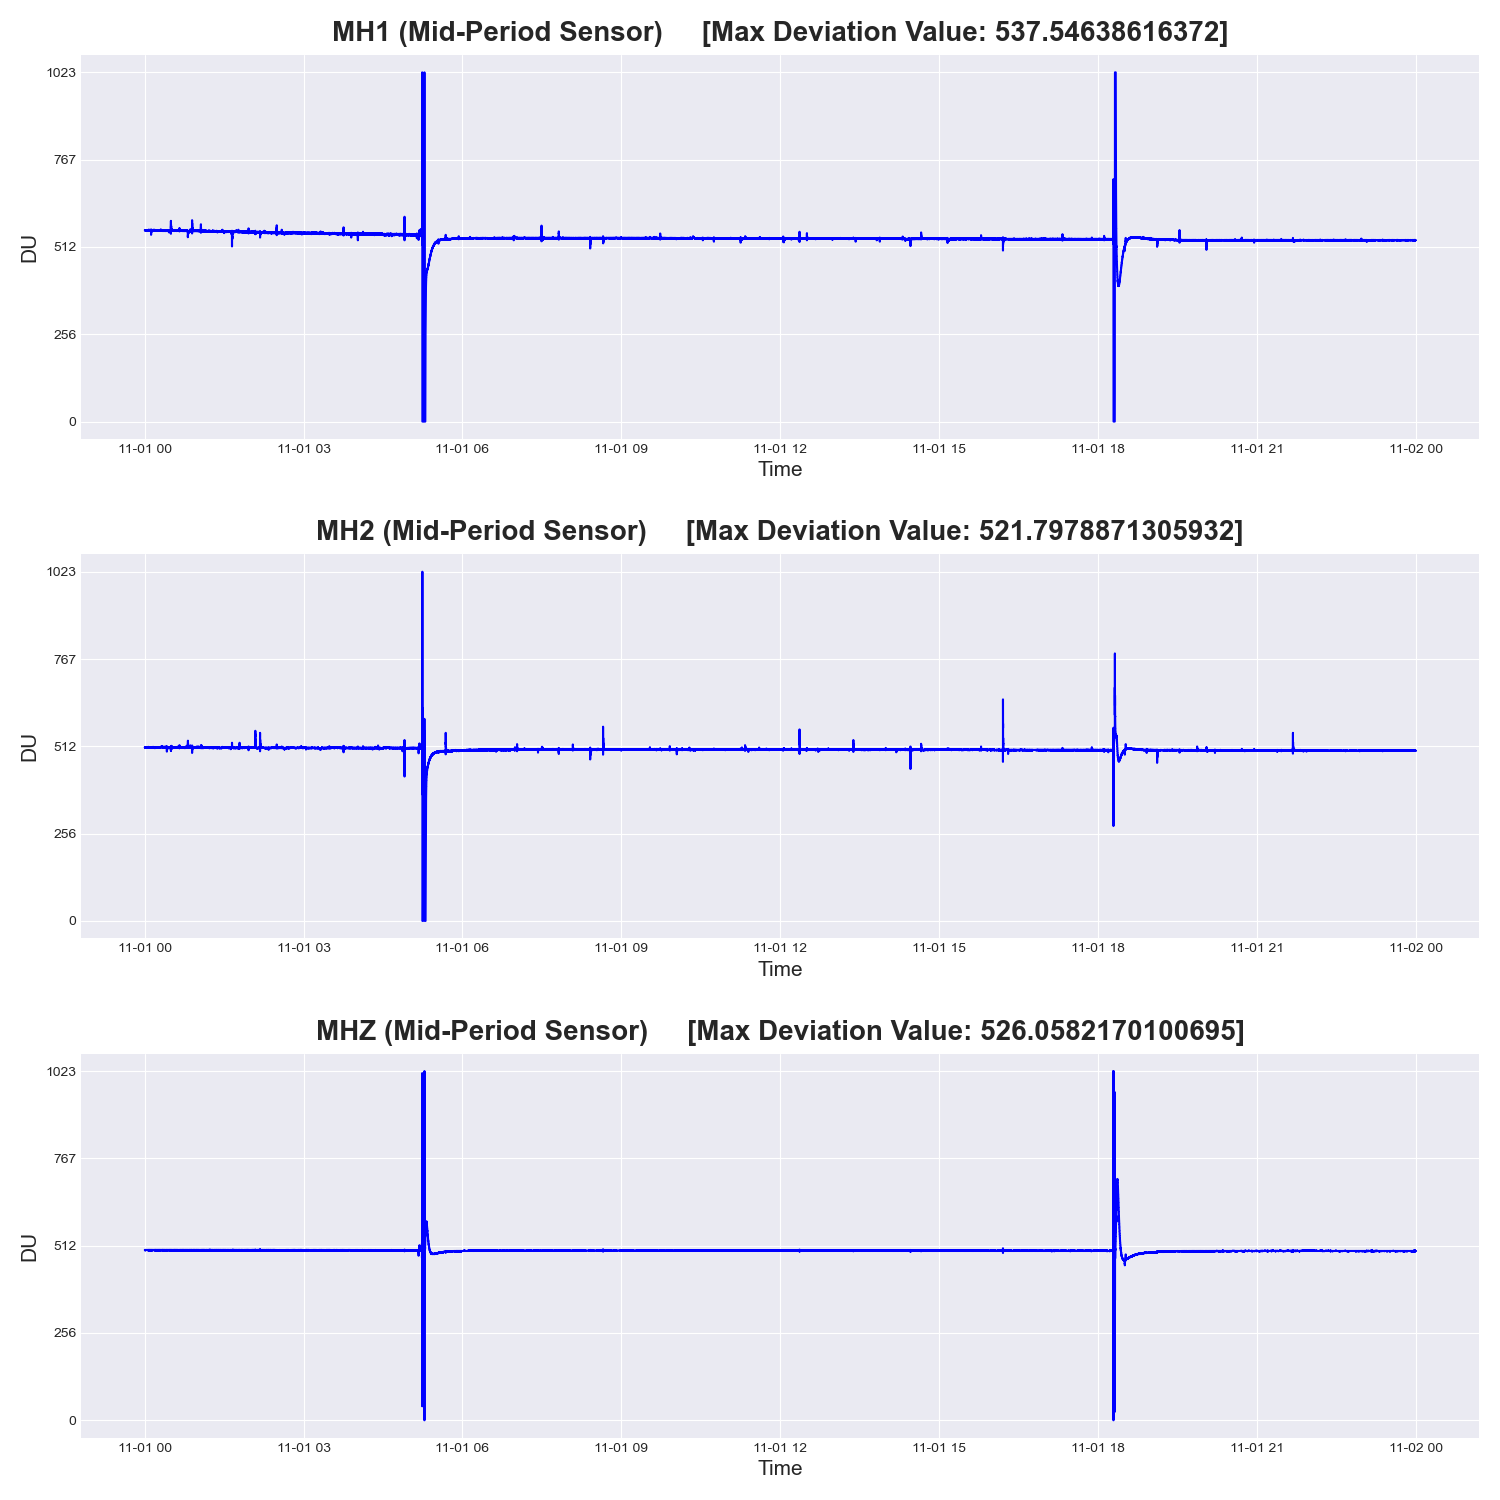 MH1 (Mid-Period Sensor) [Max Deviation Value: 537.54638616372]
1023
767
512
256
0
DU
11-01 00 11-01 03 11-01 06 11-01 09 11-01 12 11-01 15 11-01 18 11-01 21 11-02 00
Time
MH2 (Mid-Period Sensor) [Max Deviation Value: 521.7978871305932]
1023
767
512
256
0
DU
11-01 00 11-01 03 11-01 06 11-01 09 11-01 12 11-01 15 11-01 18 11-01 21 11-02 00
Time
MHZ (Mid-Period Sensor) [Max Deviation Value: 526.0582170100695]
1023
767
512
256
0
DU
11-01 00 11-01 03 11-01 06 11-01 09 11-01 12 11-01 15 11-01 18 11-01 21 11-02 00
Time